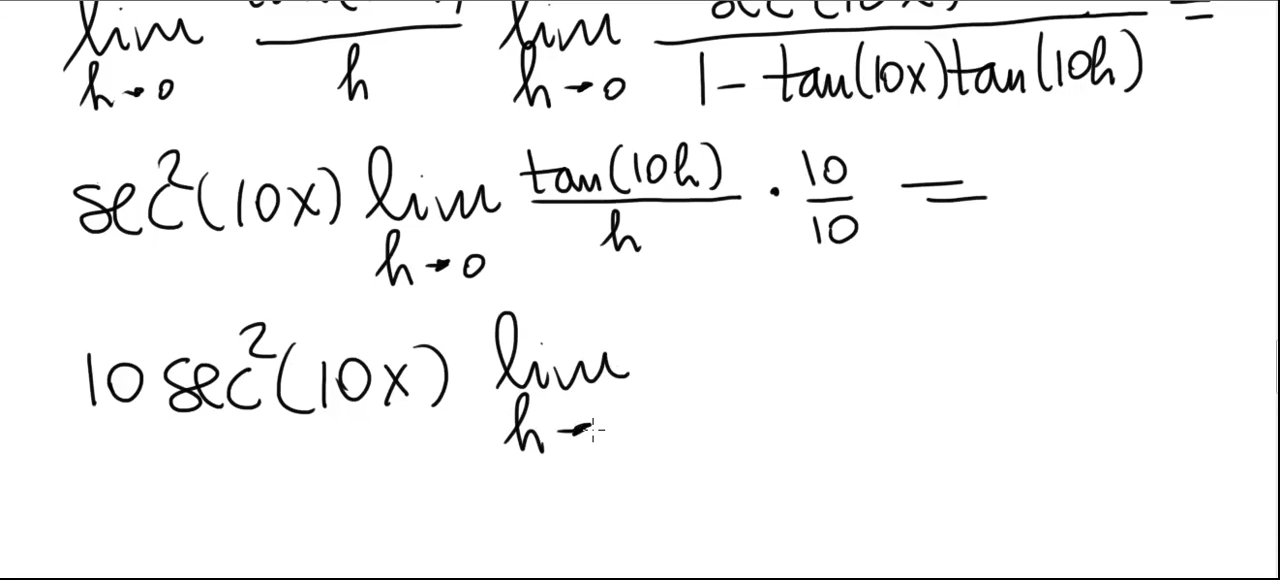 lim h→0 /h lim h→0 /1 - tan(10x)tan(10h) =
sec²(10x) lim h→0 tan(10h)/h · 10/10 =
10 sec²(10x) lim h→